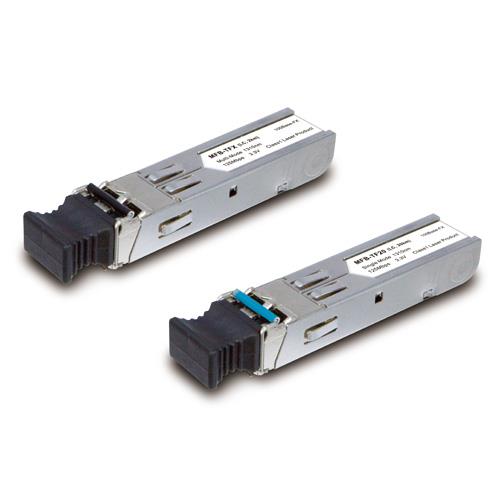 MFB-TFX (LC, 2km)
Multi-Mode 1310nm
125Mbps 3.3V
100Base-FX
Class1 Laser Product
MFB-TF20 (LC, 20km)
Single Mode 1310nm
125Mbps 3.3V
100Base-FX
Class1 Laser Product